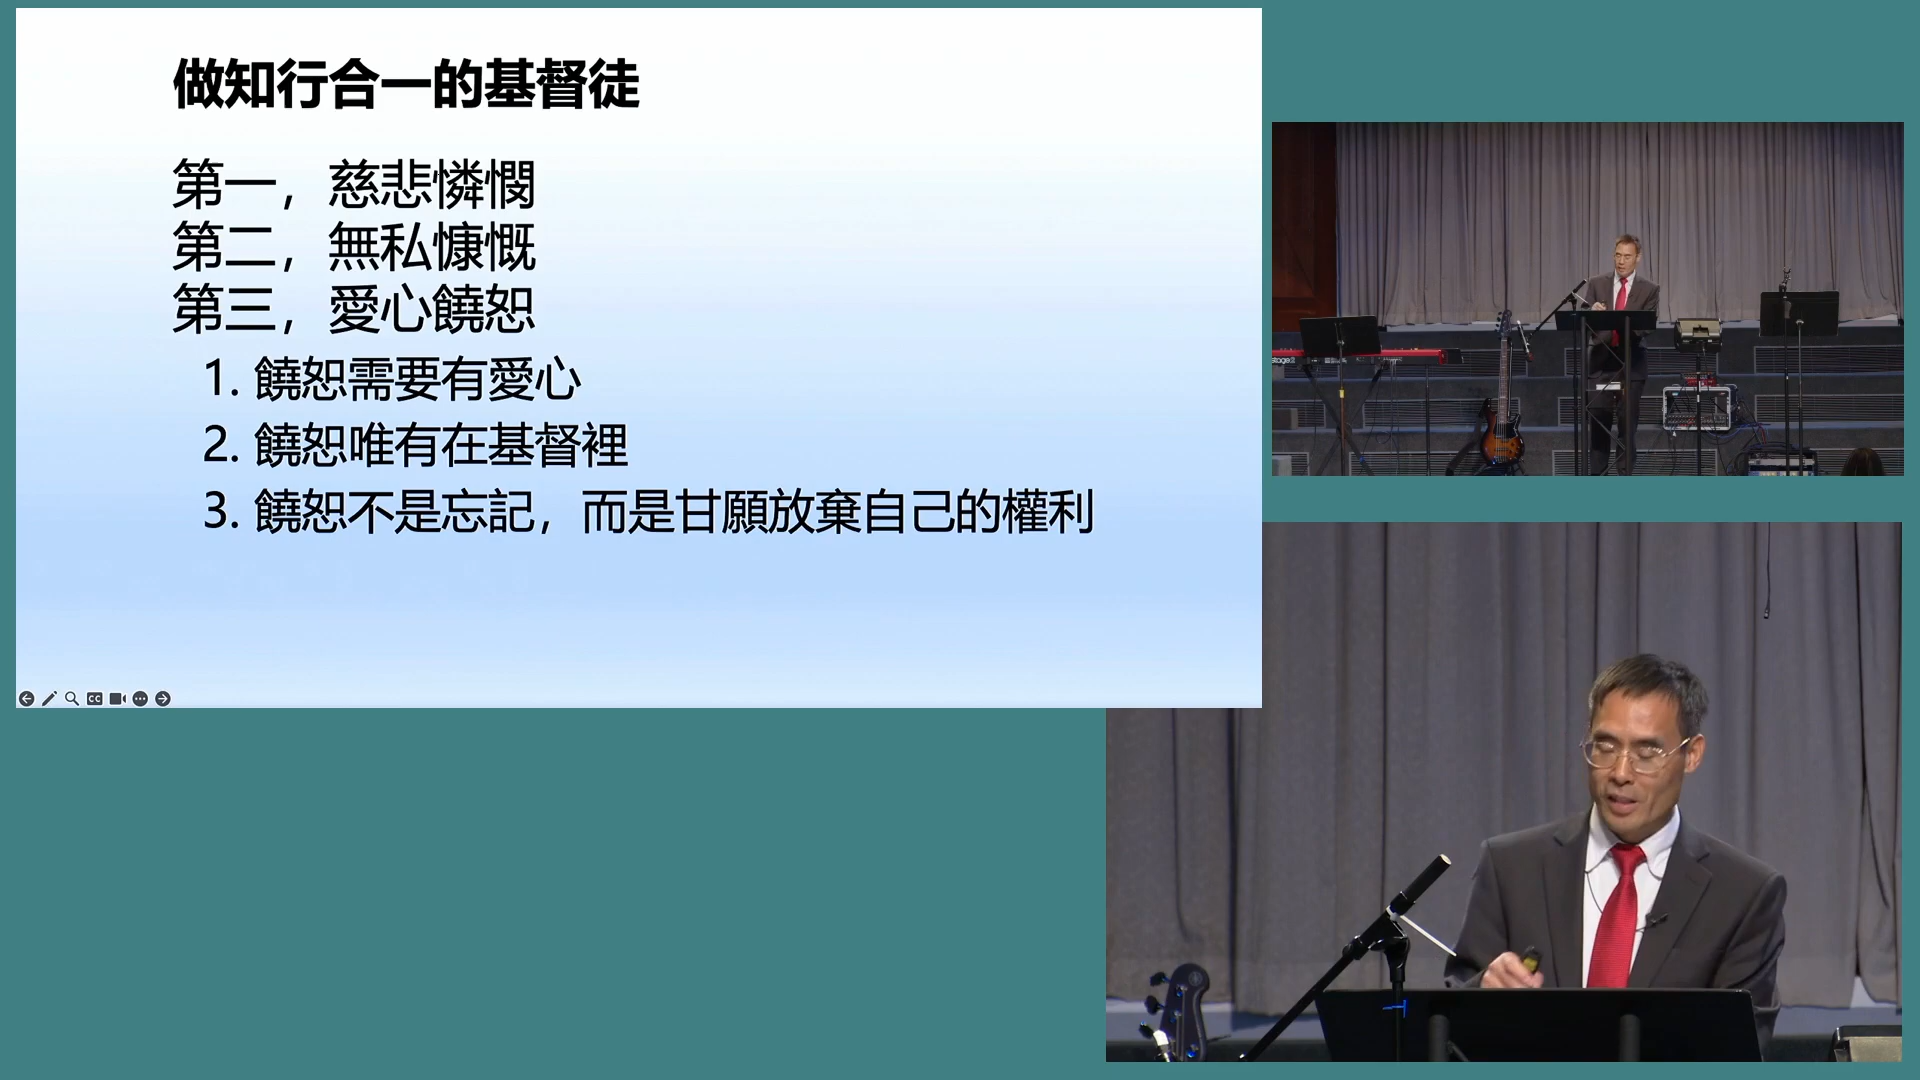 做知行合一的基督徒
第一，慈悲憐憫
第二，無私慷慨
第三，愛心饒恕
1. 饒恕需要有愛心
2. 饒恕唯有在基督裡
3. 饒恕不是忘記，而是甘願放棄自己的權利
CC
stage2